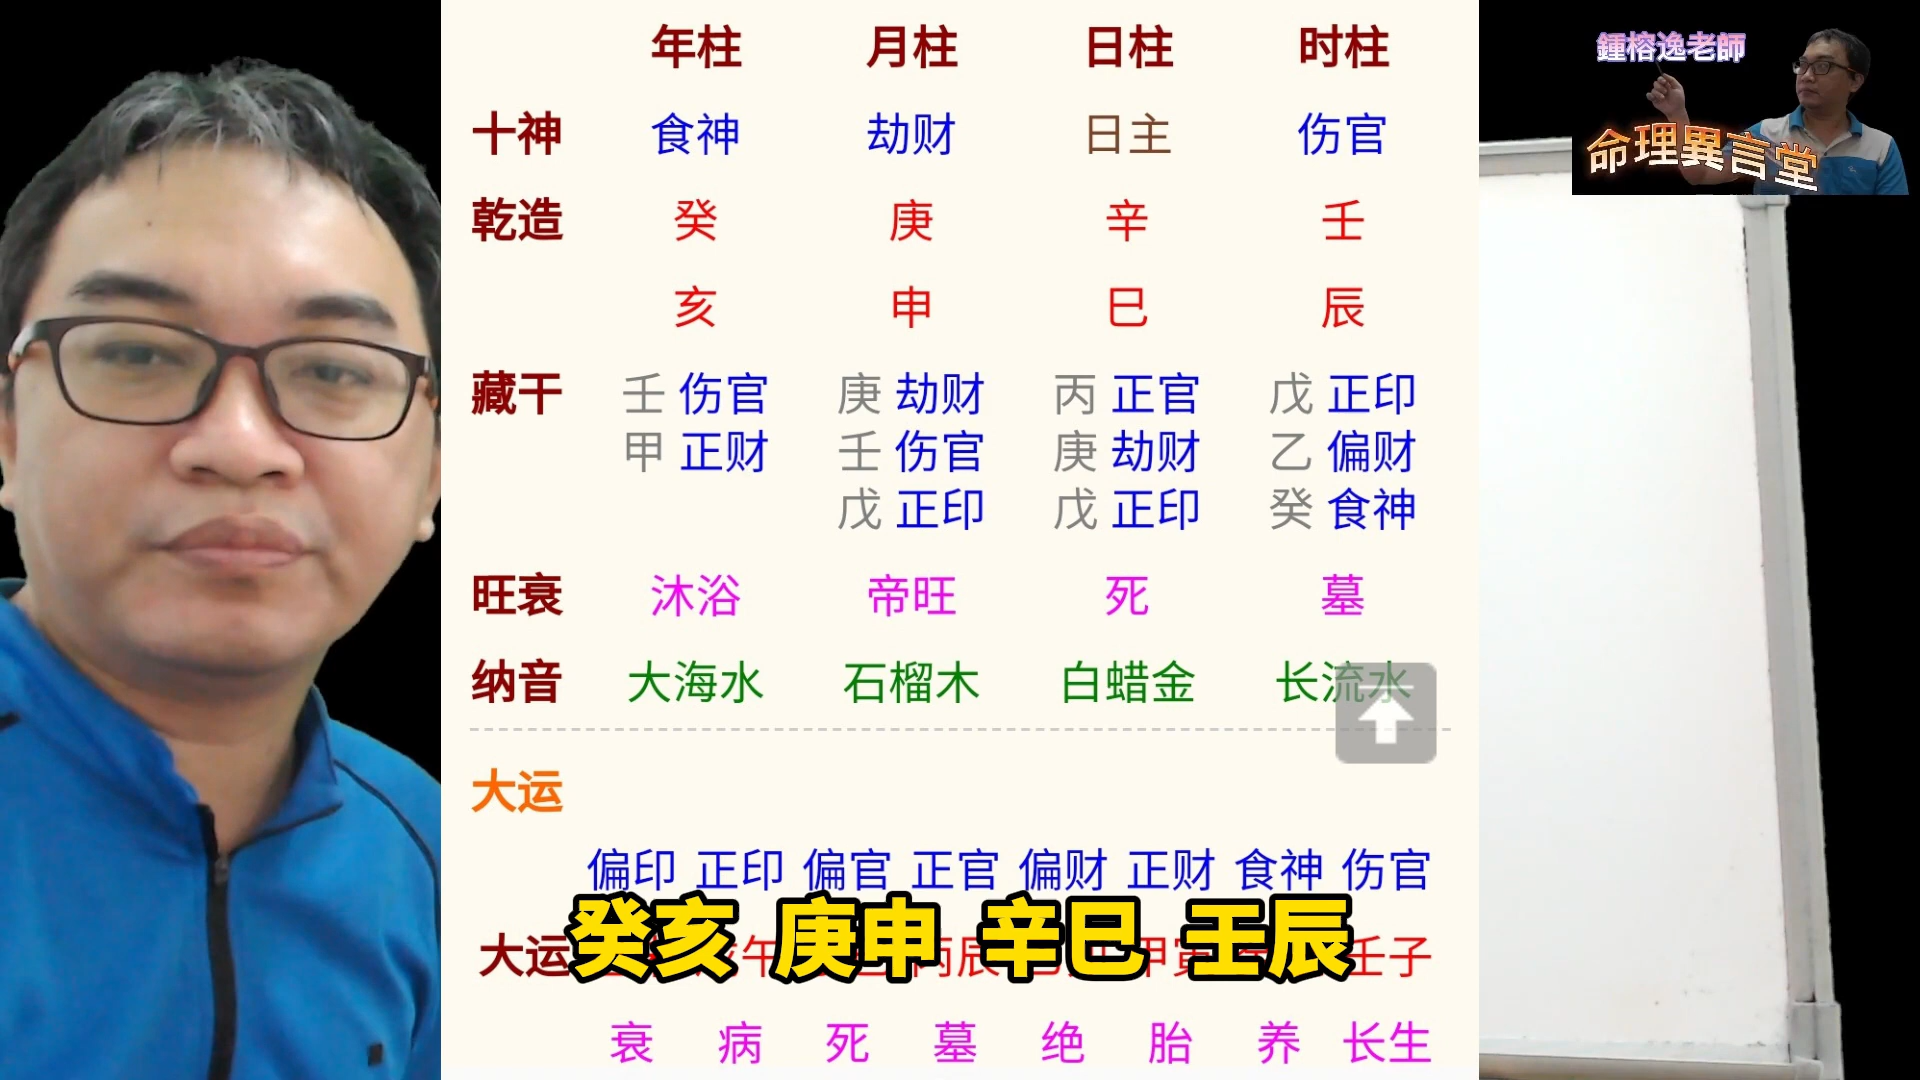 年柱 月柱 日柱 时柱
十神 食神 劫财 日主 伤官
乾造 癸 庚 辛 壬
亥 申 巳 辰
藏干 壬 伤官 庚 劫财 丙 正官 戊 正印
甲 正财 壬 伤官 庚 劫财 乙 偏财
戊 正印 戊 正印 癸 食神
旺衰 沐浴 帝旺 死 墓
纳音 大海水 石榴木 白蜡金 长流水
大运
偏印 正印 偏官 正官 偏财 正财 食神 伤官
大运 丙辰 甲寅 壬子
癸亥 庚申 辛巳 壬辰
衰 病 死 墓 绝 胎 养 长生
鍾榕逸老師
命理異言堂